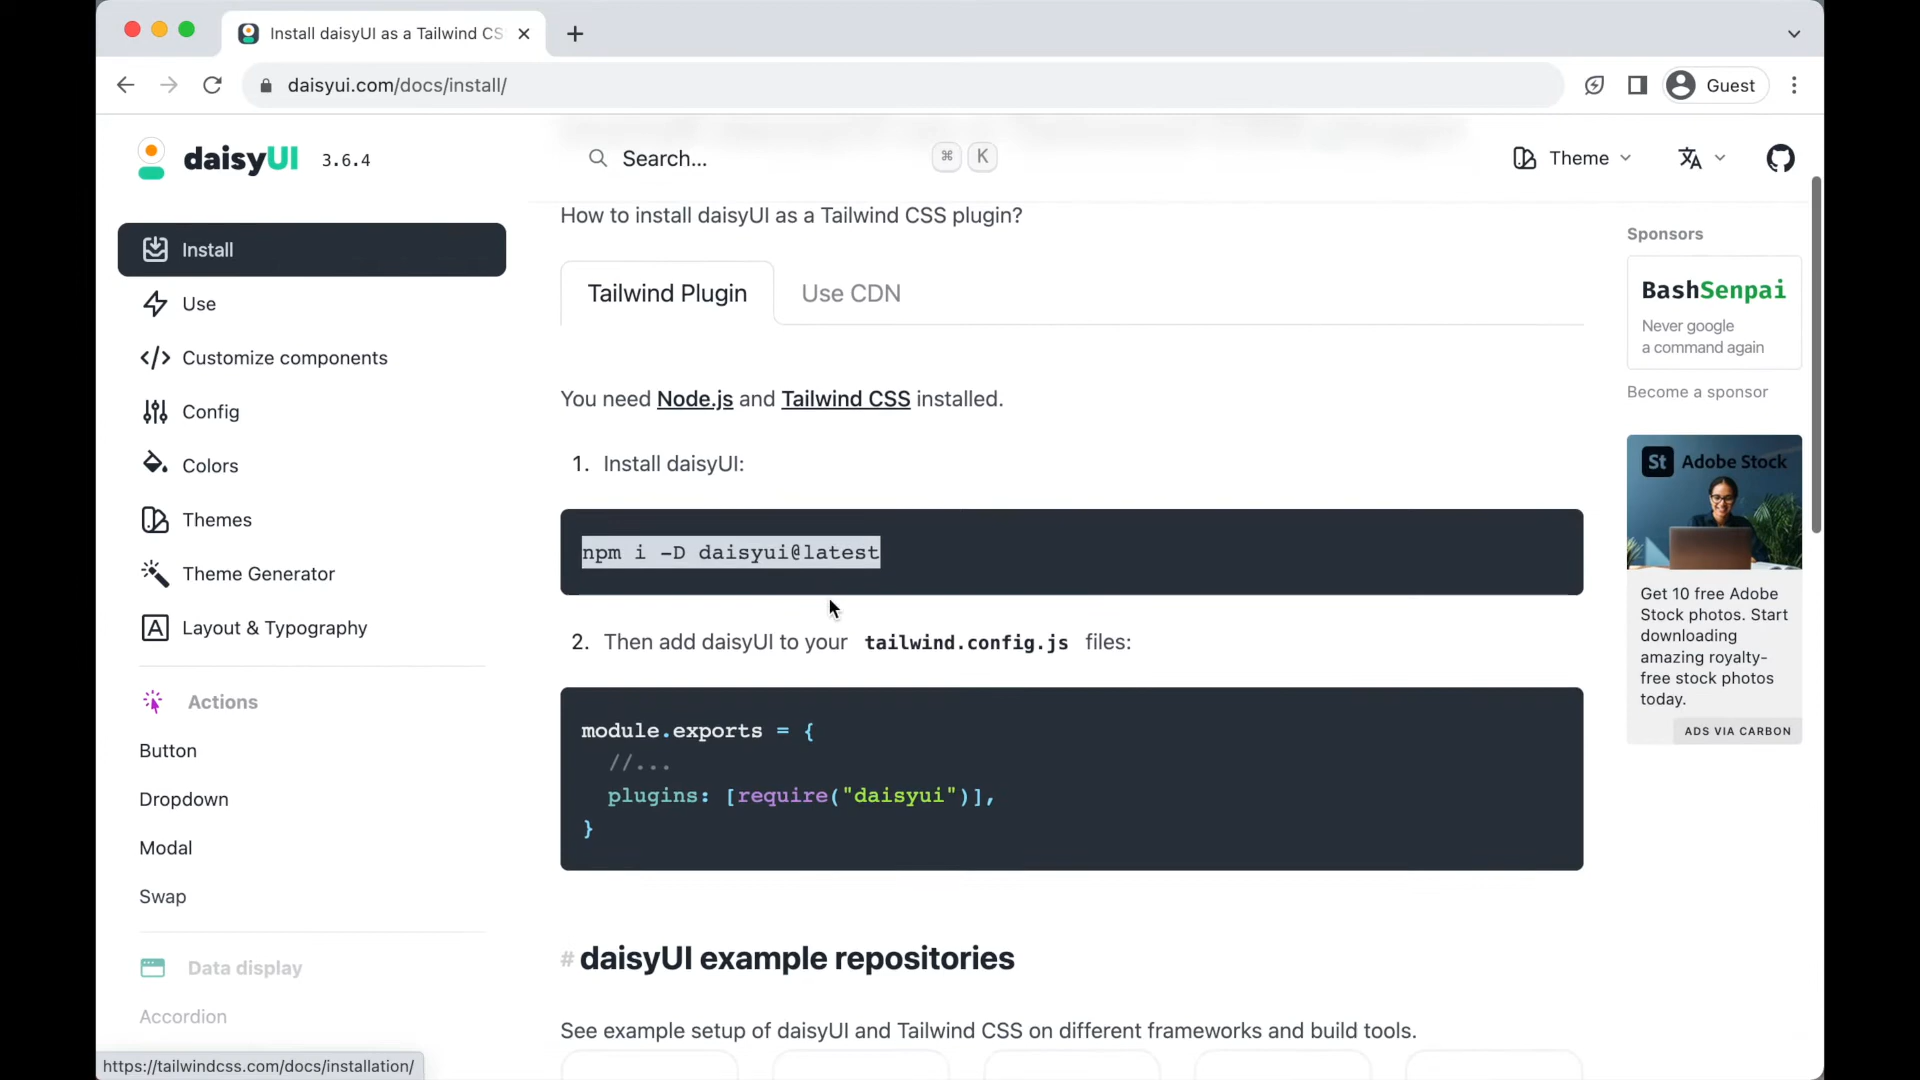 Install daisyUI as a Tailwind CS
daisyui.com/docs/install/
Guest
daisyUI 3.6.4
Search...
⌘ K
Theme
Install
Use
Customize components
Config
Colors
Themes
Theme Generator
Layout & Typography
Actions
Button
Dropdown
Modal
Swap
Data display
Accordion
https://tailwindcss.com/docs/installation/
How to install daisyUI as a Tailwind CSS plugin?
Tailwind Plugin
Use CDN
You need Node.js and Tailwind CSS installed.
1. Install daisyUI:
npm i -D daisyui@latest
2. Then add daisyUI to your tailwind.config.js files:
module.exports = {
//...
plugins: [require("daisyui")],
}
# daisyUI example repositories
See example setup of daisyUI and Tailwind CSS on different frameworks and build tools.
Sponsors
BashSenpai
Never google
a command again
Become a sponsor
St Adobe Stock
Get 10 free Adobe
Stock photos. Start
downloading
amazing royalty-
free stock photos
today.
ADS VIA CARBON